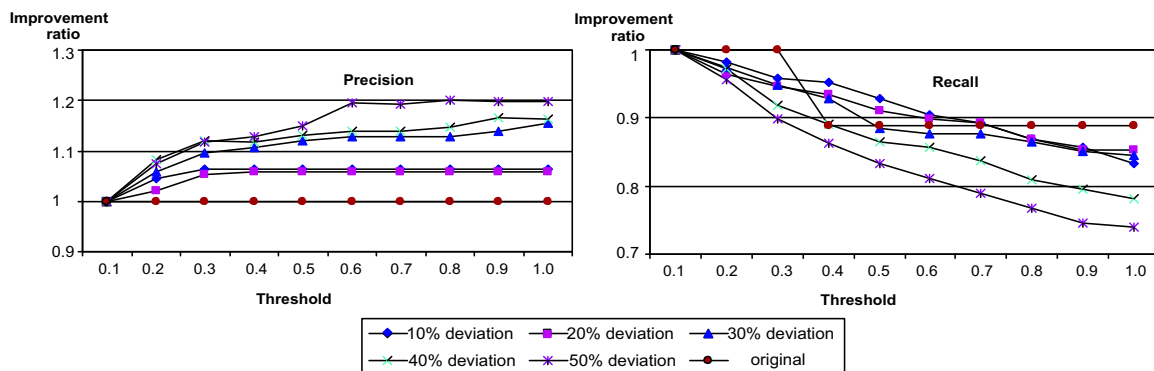 Improvement
ratio
1.3
Precision
1.2
1.1
1
0.9
0.1 0.2 0.3 0.4 0.5 0.6 0.7 0.8 0.9 1.0
Threshold
Improvement
ratio
1
Recall
0.9
0.8
0.7
0.1 0.2 0.3 0.4 0.5 0.6 0.7 0.8 0.9 1.0
Threshold
10% deviation 20% deviation 30% deviation
40% deviation 50% deviation original